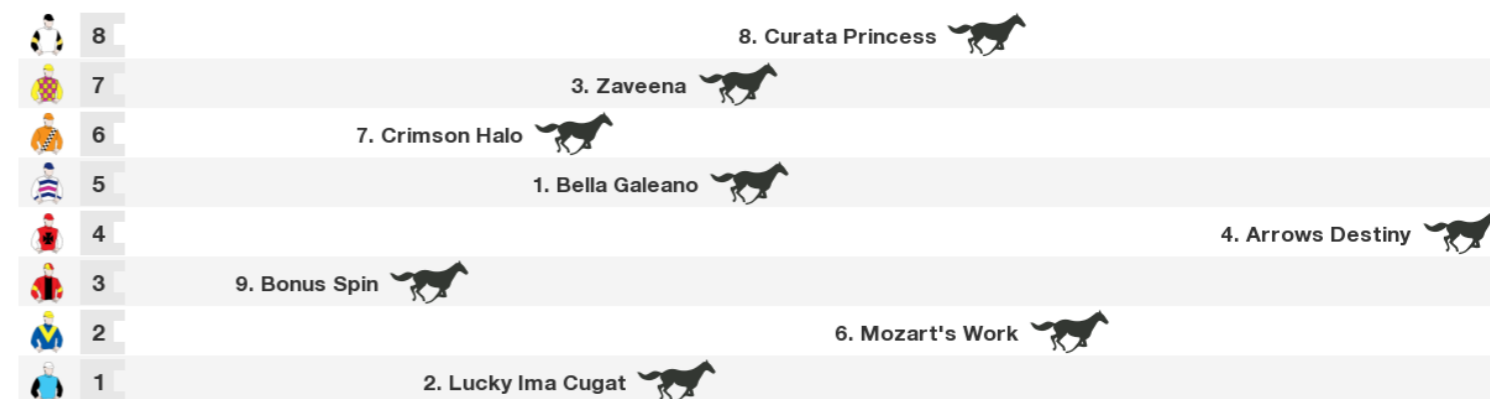 8 8. Curata Princess
7 3. Zaveena
6 7. Crimson Halo
5 1. Bella Galeano
4 4. Arrows Destiny
3 9. Bonus Spin
2 6. Mozart's Work
1 2. Lucky Ima Cugat